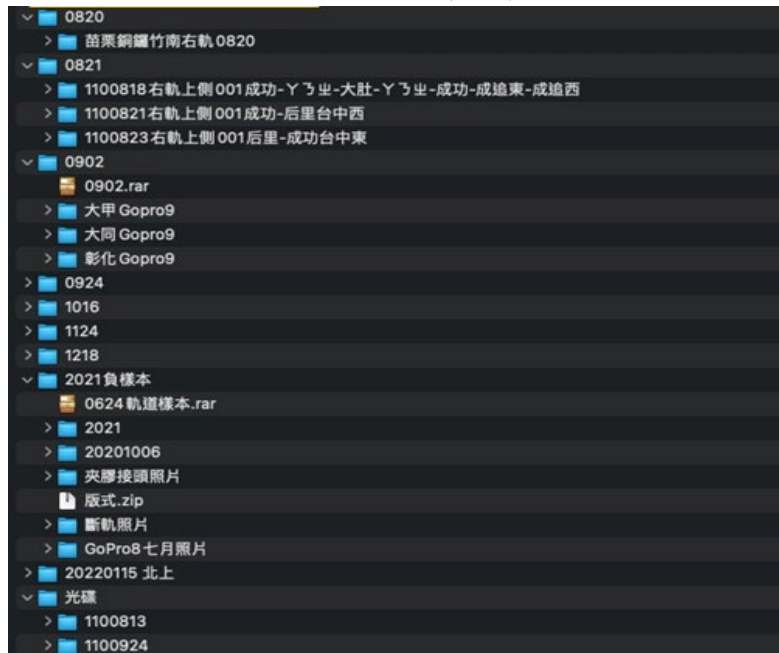 0820
苗栗銅鑼竹南右軌0820
0821
1100818右軌上側001成功-ㄚㄋㄓ-大肚-ㄚㄋㄓ-成功-成追東-成追西
1100821右軌上側001成功-后里台中西
1100823右軌上側001后里-成功台中東
0902
0902.rar
大甲Gopro9
大同Gopro9
彰化Gopro9
0924
1016
1124
1218
2021負樣本
0624軌道樣本.rar
2021
20201006
夾膠接頭照片
版式.zip
斷軌照片
GoPro8七月照片
20220115 北上
光碟
1100813
1100924